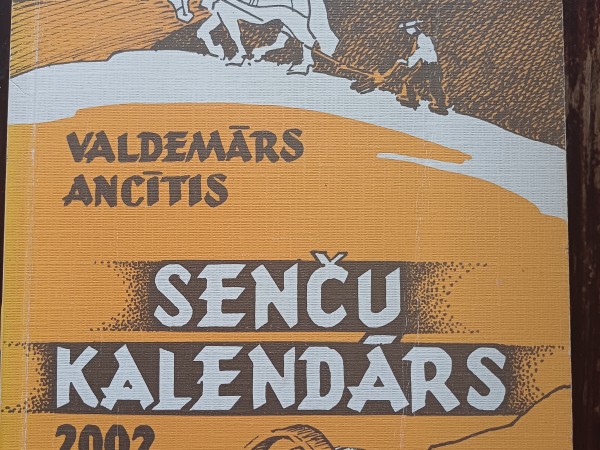 VALDEMĀRS
ANCĪTIS
SENČU
KALENDĀRS
2002